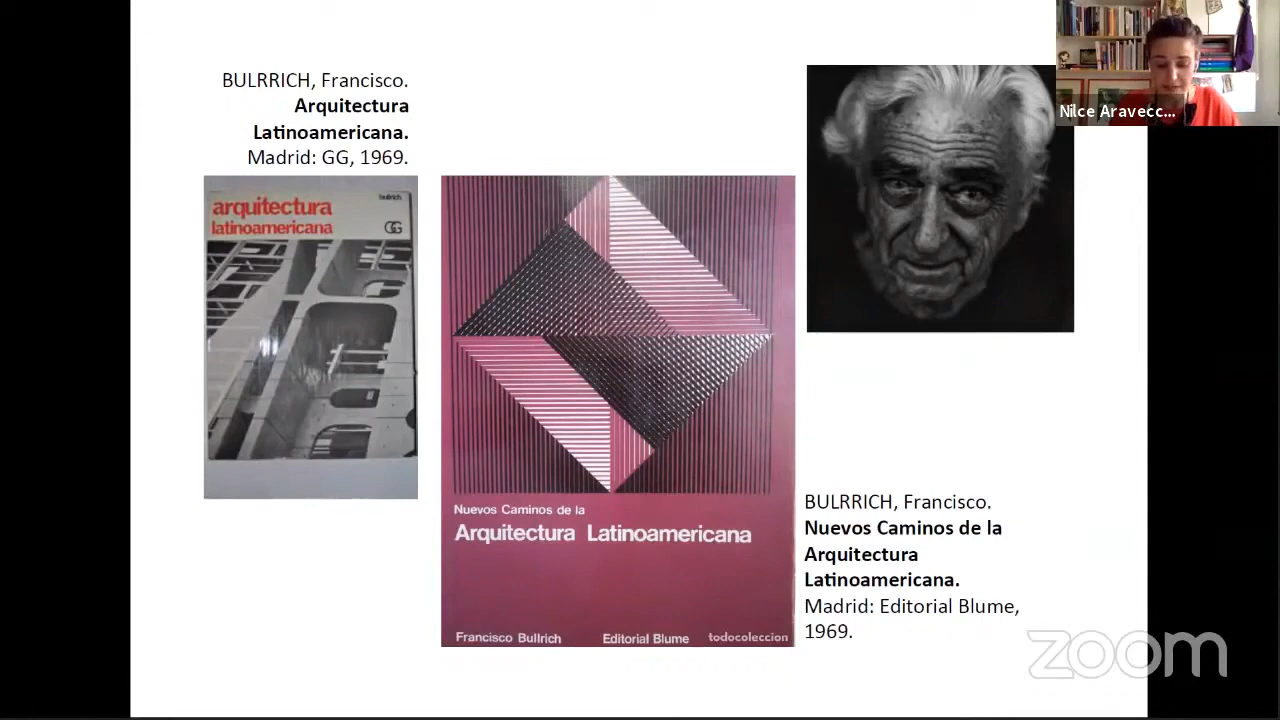 BULRRICH, Francisco.
Arquitectura
Latinoamericana.
Madrid: GG, 1969.
arquitectura
latinoamericana
bullrich
GG
Nuevos Caminos de la
Arquitectura Latinoamericana
Francisco Bullrich
Editorial Blume
todocoleccion
Nilce Aravecc...
BULRRICH, Francisco.
Nuevos Caminos de la
Arquitectura
Latinoamericana.
Madrid: Editorial Blume,
1969.
zoom